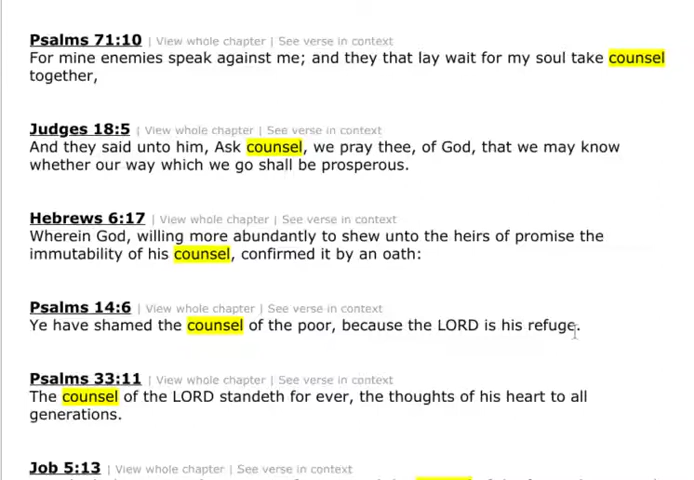 Psalms 71:10 | View whole chapter | See verse in context
For mine enemies speak against me; and they that lay wait for my soul take counsel
together,
Judges 18:5 | View whole chapter | See verse in context
And they said unto him, Ask counsel, we pray thee, of God, that we may know
whether our way which we go shall be prosperous.
Hebrews 6:17 | View whole chapter | See verse in context
Wherein God, willing more abundantly to shew unto the heirs of promise the
immutability of his counsel, confirmed it by an oath:
Psalms 14:6 | View whole chapter | See verse in context
Ye have shamed the counsel of the poor, because the LORD is his refuge.
Psalms 33:11 | View whole chapter | See verse in context
The counsel of the LORD standeth for ever, the thoughts of his heart to all
generations.
Job 5:13 | View whole chapter | See verse in context